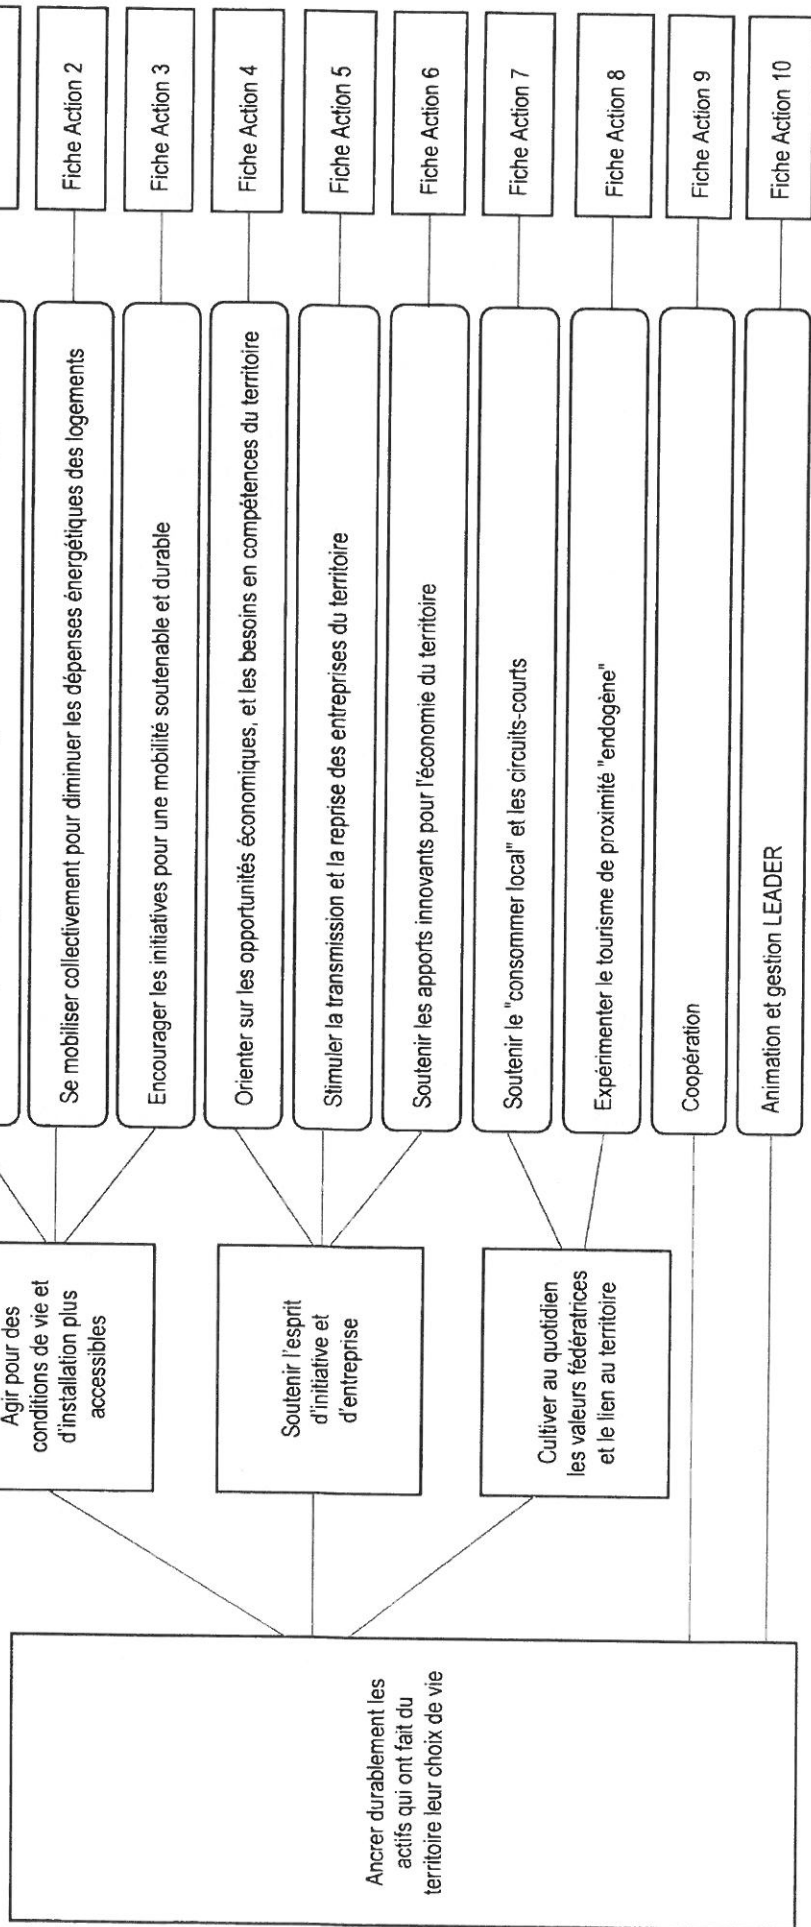 Ancrer durablement les
actifs qui ont fait du
territoire leur choix de vie
Agir pour des
conditions de vie et
d'installation plus
accessibles
Soutenir l'esprit
d'initiative et
d'entreprise
Cultiver au quotidien
les valeurs fédératrices
et le lien au territoire
Se mobiliser collectivement pour diminuer les dépenses énergétiques des logements
Fiche Action 2
Encourager les initiatives pour une mobilité soutenable et durable
Fiche Action 3
Orienter sur les opportunités économiques, et les besoins en compétences du territoire
Fiche Action 4
Stimuler la transmission et la reprise des entreprises du territoire
Fiche Action 5
Soutenir les apports innovants pour l'économie du territoire
Fiche Action 6
Soutenir le "consommer local" et les circuits-courts
Fiche Action 7
Expérimenter le tourisme de proximité "endogène"
Fiche Action 8
Coopération
Fiche Action 9
Animation et gestion LEADER
Fiche Action 10